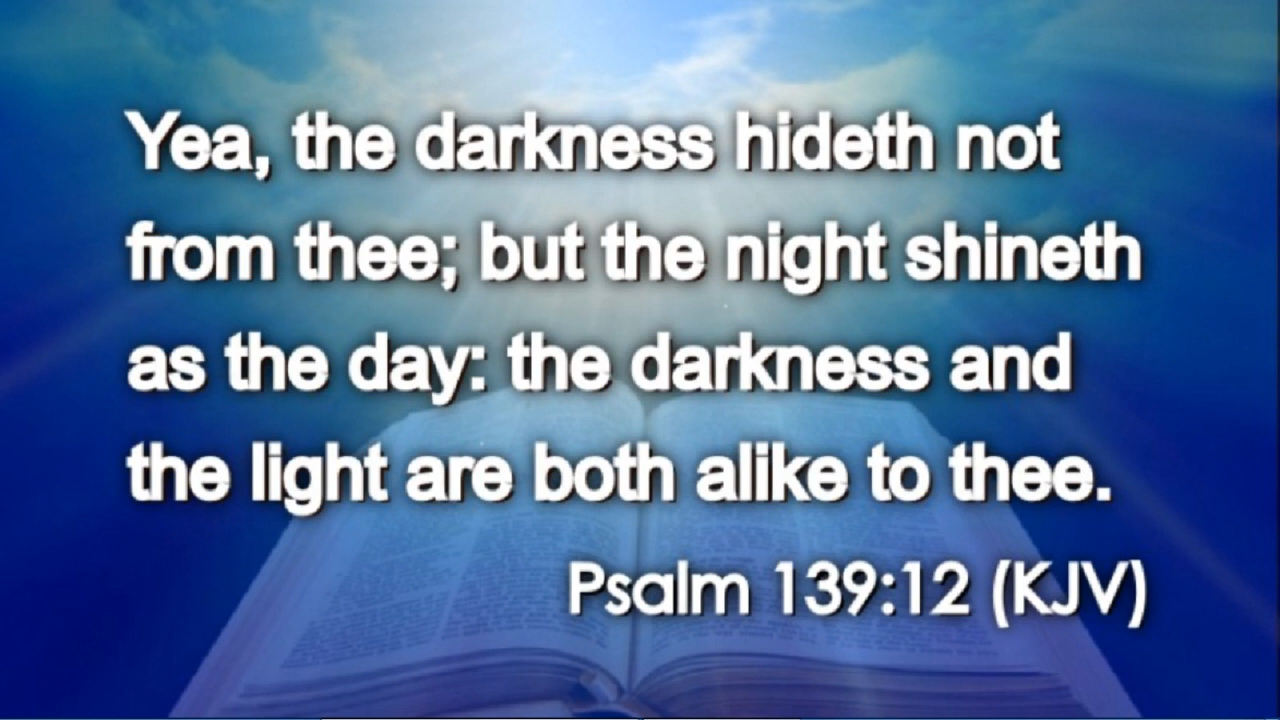 Yea, the darkness hideth not
from thee; but the night shineth
as the day: the darkness and
the light are both alike to thee.
Psalm 139:12 (KJV)